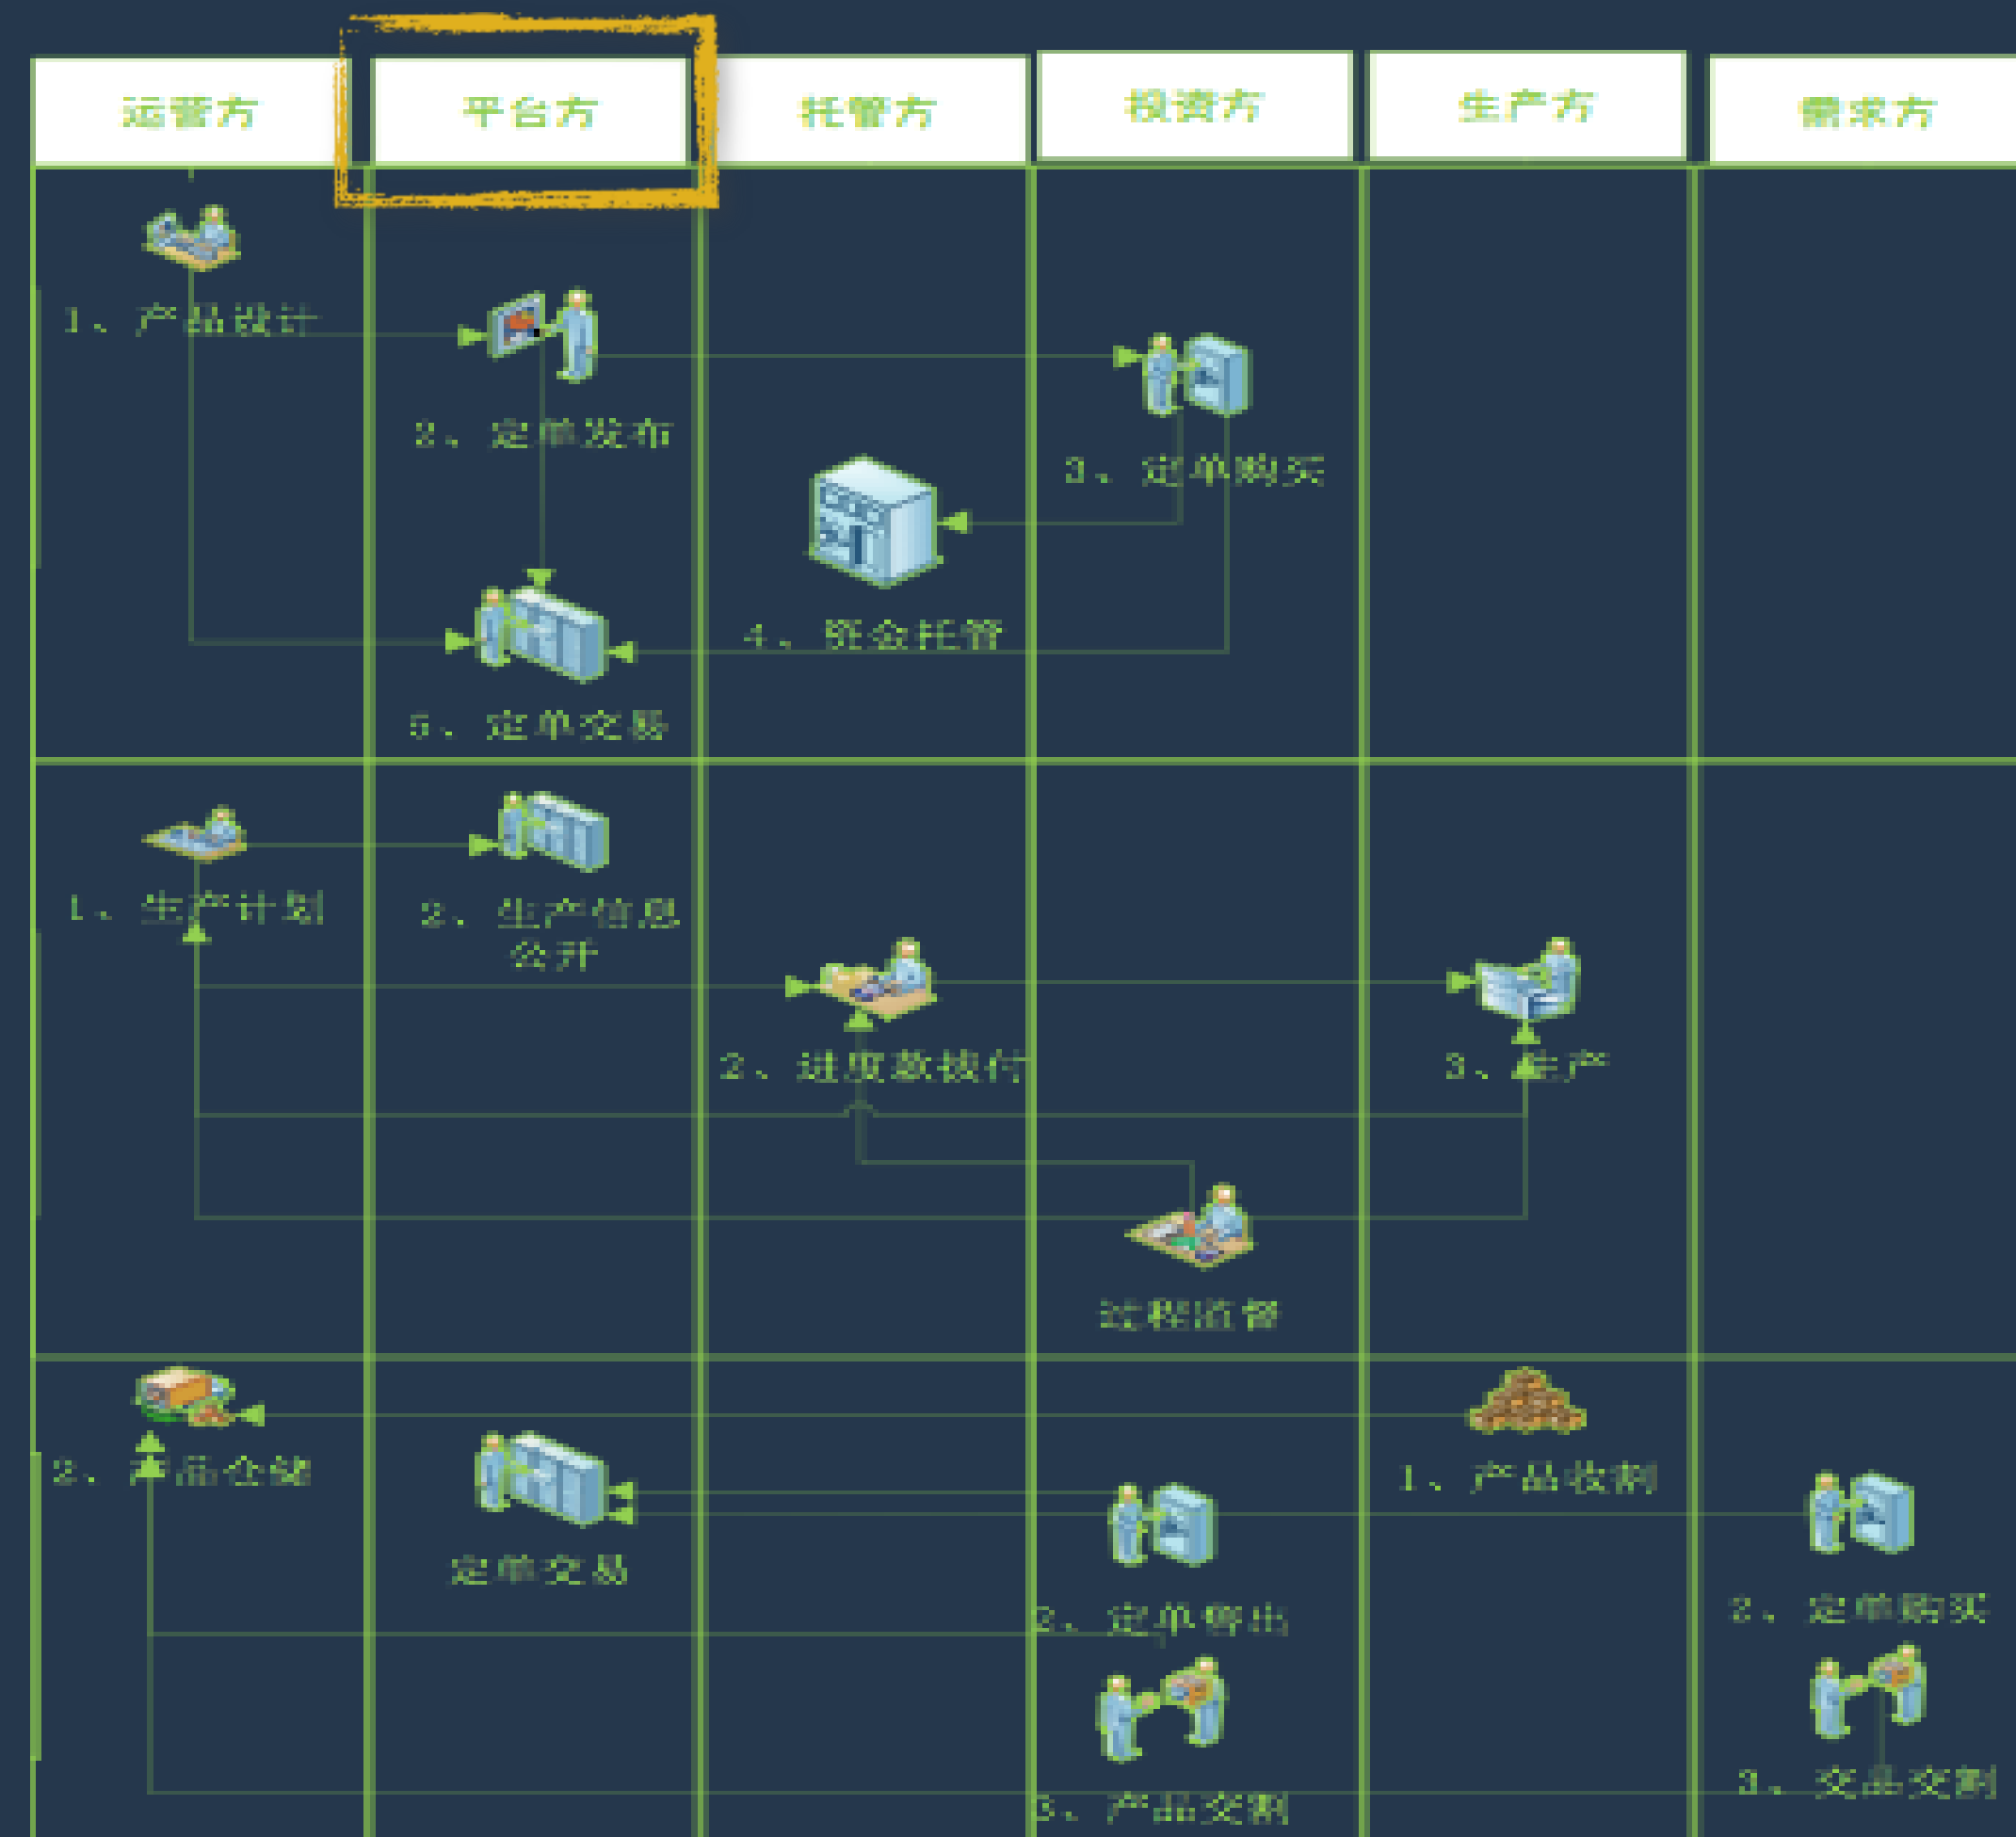 运营方 平台方 托管方 投资方 生产方 需求方
1、产品设计
2、定单发布
3、定单购买
4、资金托管
5、定单交易
1、生产计划
2、生产信息
公开
2、进度款拨付
3、生产
过程监督
2、产品仓储
1、产品收割
定单交易
2、定单售出
2、定单购买
3、产品交割
3、交品交割